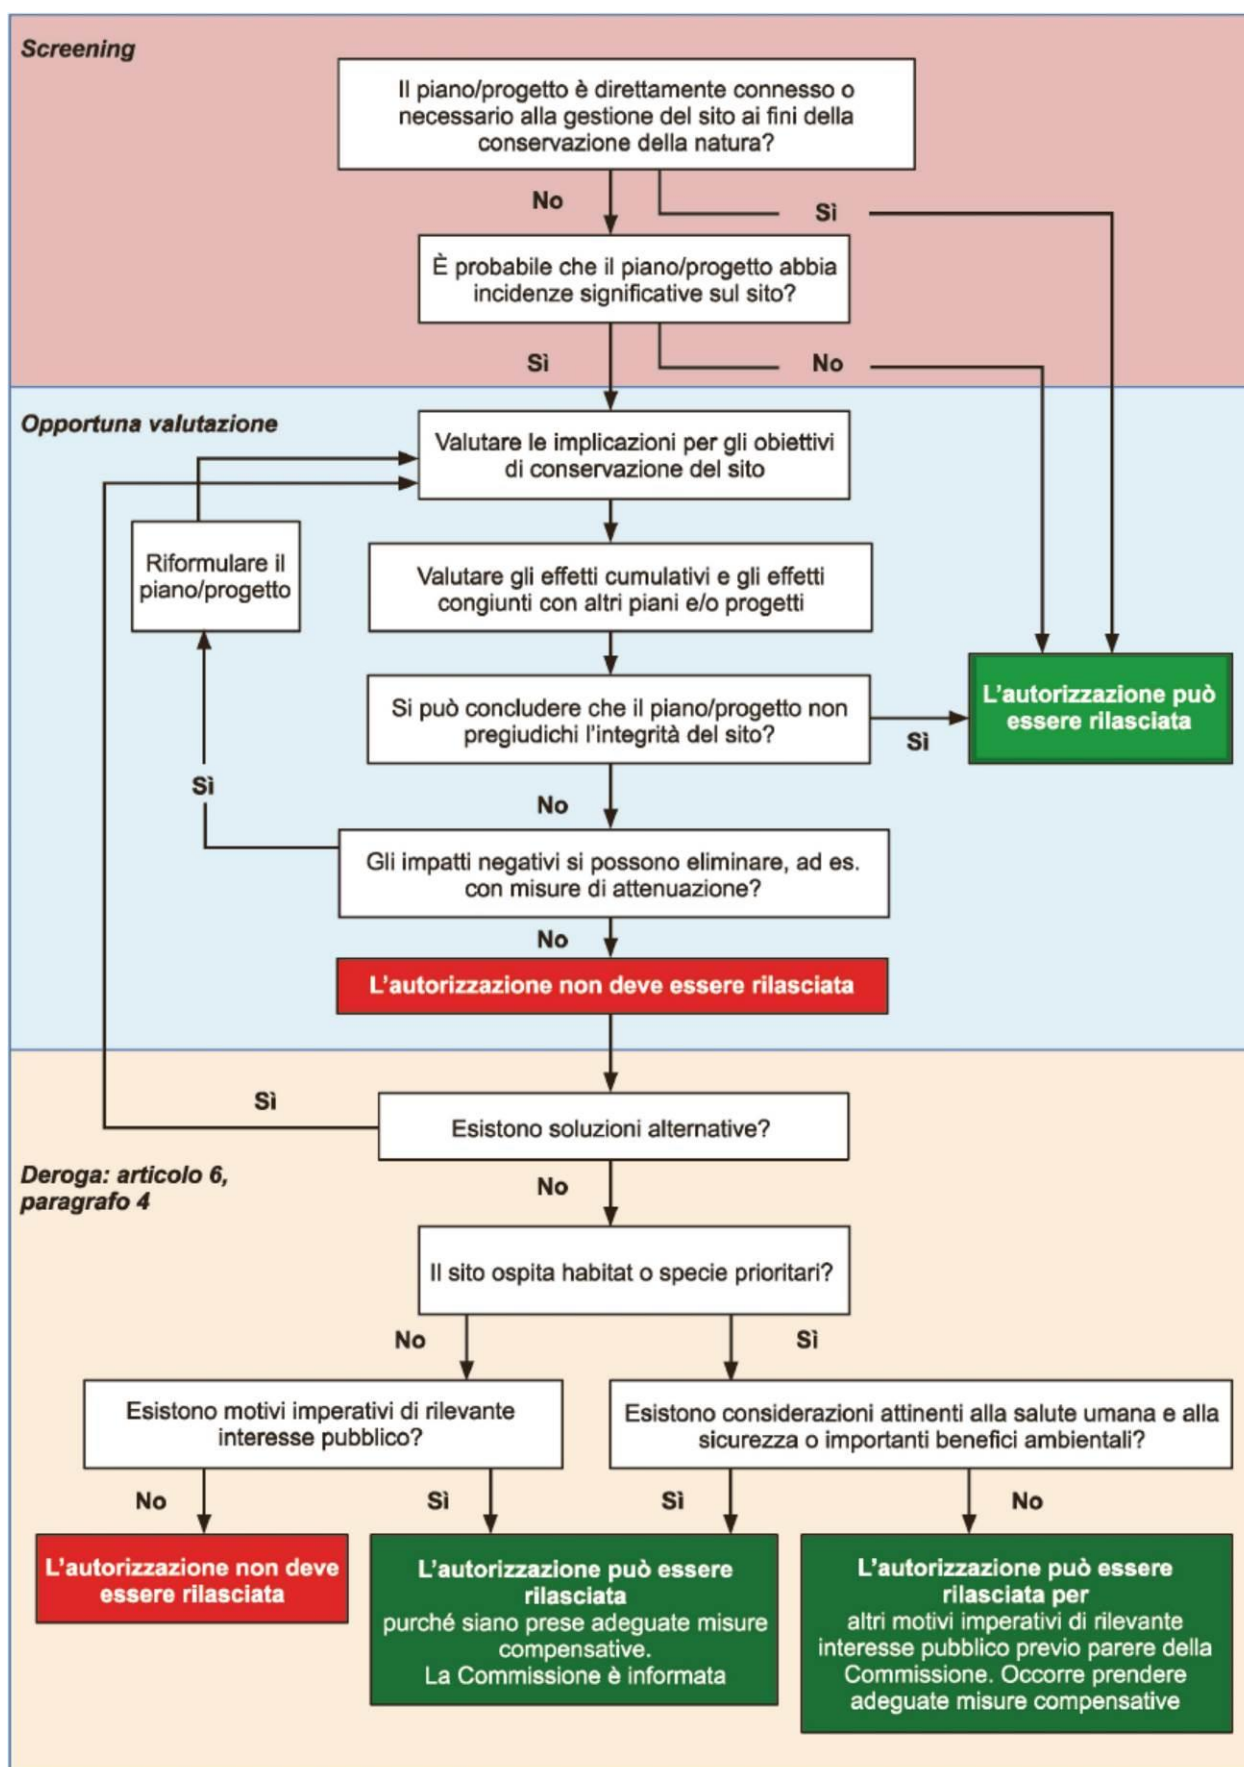 Screening
Il piano/progetto è direttamente connesso o
necessario alla gestione del sito ai fini della
conservazione della natura?
No
Sì
È probabile che il piano/progetto abbia
incidenze significative sul sito?
Sì
No
Opportuna valutazione
Valutare le implicazioni per gli obiettivi
di conservazione del sito
Riformulare il
piano/progetto
Valutare gli effetti cumulativi e gli effetti
congiunti con altri piani e/o progetti
Si può concludere che il piano/progetto non
pregiudichi l'integrità del sito?
Sì
L'autorizzazione può
essere rilasciata
Sì
No
Gli impatti negativi si possono eliminare, ad es.
con misure di attenuazione?
No
L'autorizzazione non deve essere rilasciata
Sì
Esistono soluzioni alternative?
Deroga: articolo 6,
paragrafo 4
No
Il sito ospita habitat o specie prioritari?
No
Sì
Esistono motivi imperativi di rilevante
interesse pubblico?
Esistono considerazioni attinenti alla salute umana e alla
sicurezza o importanti benefici ambientali?
No
Sì
Sì
No
L'autorizzazione non deve
essere rilasciata
L'autorizzazione può essere
rilasciata
purché siano prese adeguate misure
compensative.
La Commissione è informata
L'autorizzazione può essere
rilasciata per
altri motivi imperativi di rilevante
interesse pubblico previo parere della
Commissione. Occorre prendere
adeguate misure compensative